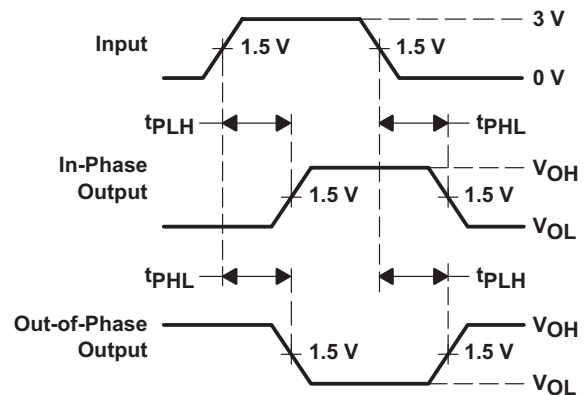 3 V
Input
1.5 V
1.5 V
0 V
tPLH
tPHL
In-Phase
Output
VOH
1.5 V
1.5 V
VOL
tPHL
tPLH
Out-of-Phase
Output
VOH
1.5 V
1.5 V
VOL